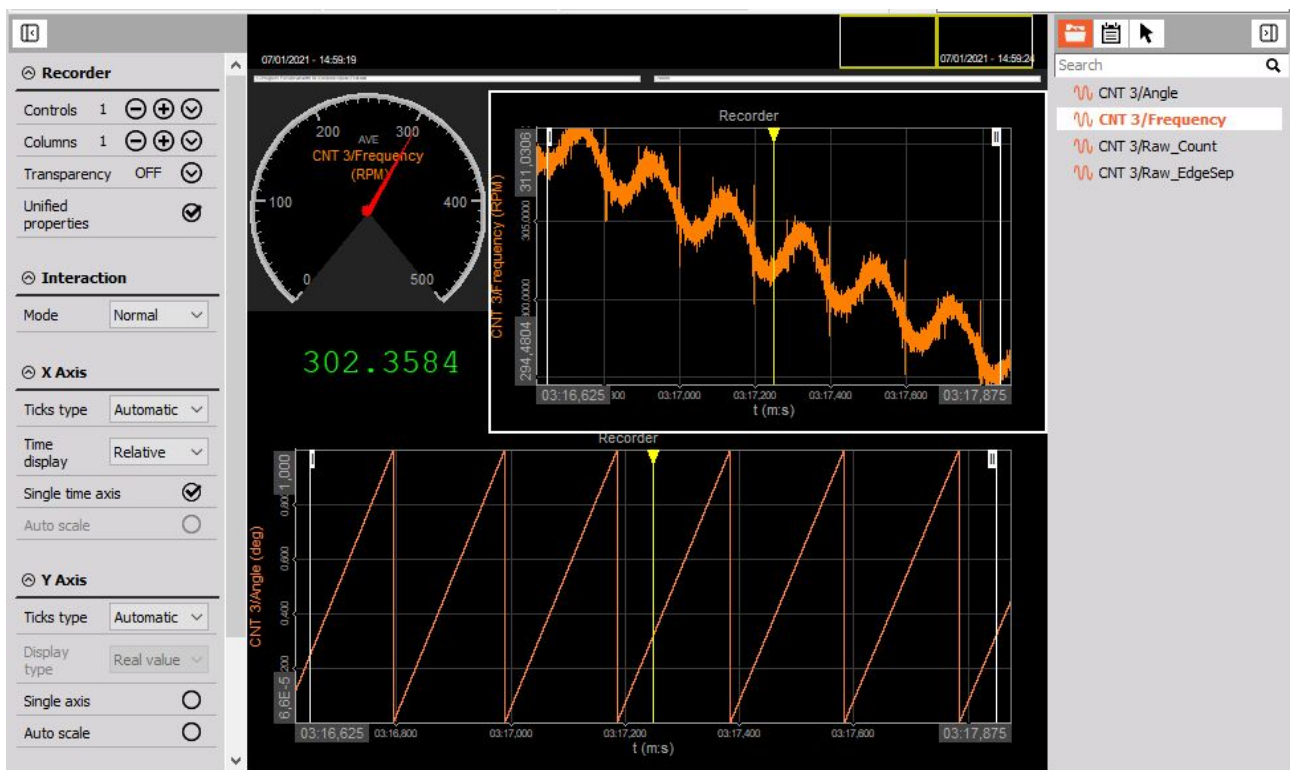 Recorder
Controls 1
Columns 1
Transparency OFF
Unified
properties
Interaction
Mode Normal
X Axis
Ticks type Automatic
Time
display Relative
Single time axis
Auto scale
Y Axis
Ticks type Automatic
Display
type Real value
Single axis
Auto scale
07/01/2021 - 14:59:19
07/01/2021 - 14:59:24
0
100
200
300
400
500
AVE
CNT 3/Frequency
(RPM)
302.3584
Recorder
I
II
CNT 3/Frequency (RPM)
311,0306
294,4804
03:16,625
03:17,000
03:17,200
03:17,400
03:17,600
03:17,875
t (m:s)
Recorder
I
II
CNT 3/Angle (deg)
1,000
0,800
0,600
0,400
6,6E-5
03:16,625
03:16,800
03:17,000
03:17,200
03:17,400
03:17,600
03:17,875
t (m:s)
Search
CNT 3/Angle
CNT 3/Frequency
CNT 3/Raw_Count
CNT 3/Raw_EdgeSep